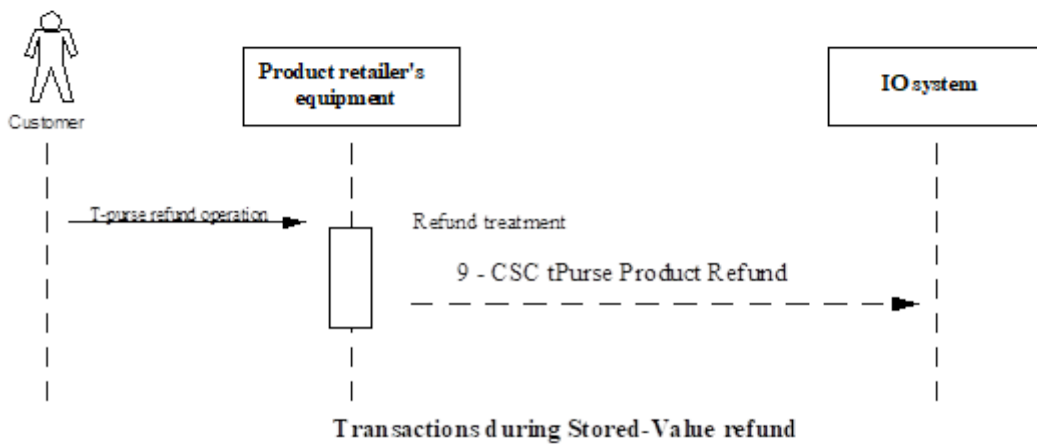 Product retailer's
equipment
IO system
Customer
T-purse refund operation
Refund treatment
9 - CSC tPurse Product Refund
Transactions during Stored-Value refund